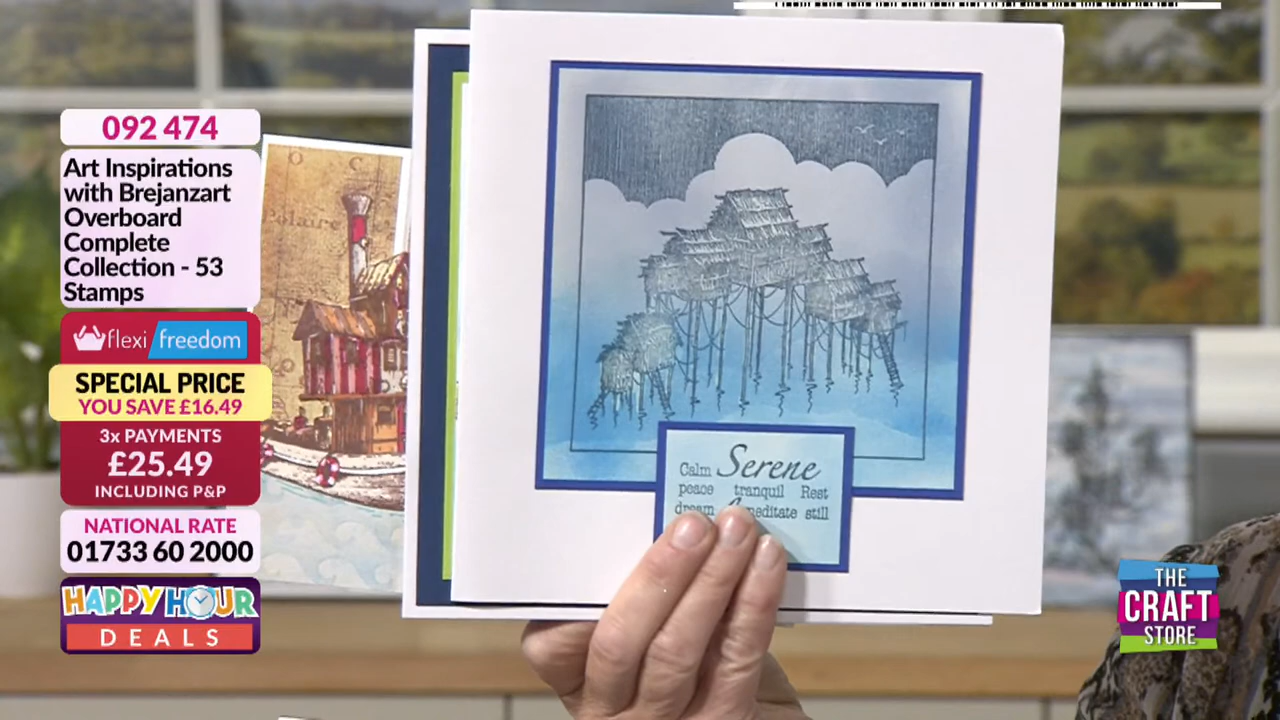 092 474
Art Inspirations
with Brejanzart
Overboard
Complete
Collection - 53
Stamps
flexi freedom
SPECIAL PRICE
YOU SAVE £16.49
3x PAYMENTS
£25.49
INCLUDING P&P
NATIONAL RATE
01733 60 2000
HAPPY HOUR
DEALS
Polaire
Calm Serene
peace tranquil Rest
dream meditate still
THE
CRAFT
STORE